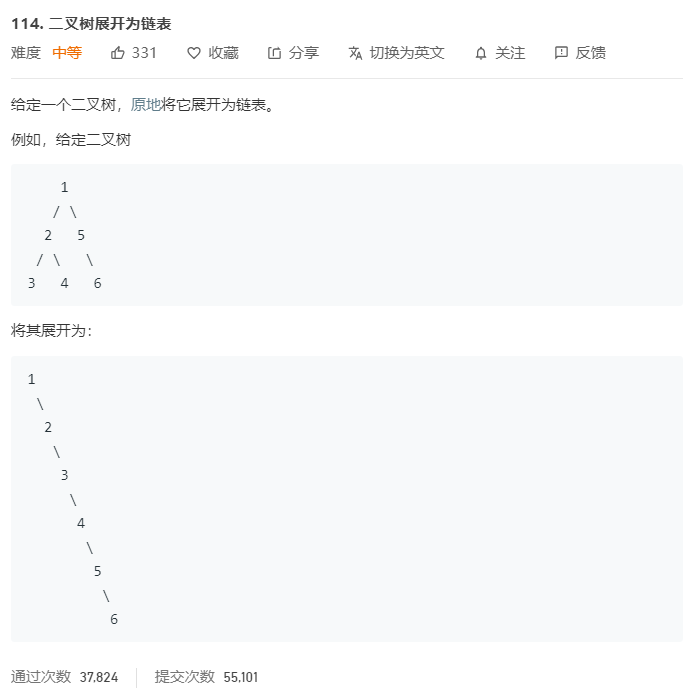 114. 二叉树展开为链表
难度 中等 331 收藏 分享 切换为英文 关注 反馈
给定一个二叉树，原地将它展开为链表。
例如，给定二叉树
    1
   / \
  2   5
 / \   \
3   4   6
将其展开为：
1
 \
  2
   \
    3
     \
      4
       \
        5
         \
          6
通过次数 37,824 提交次数 55,101